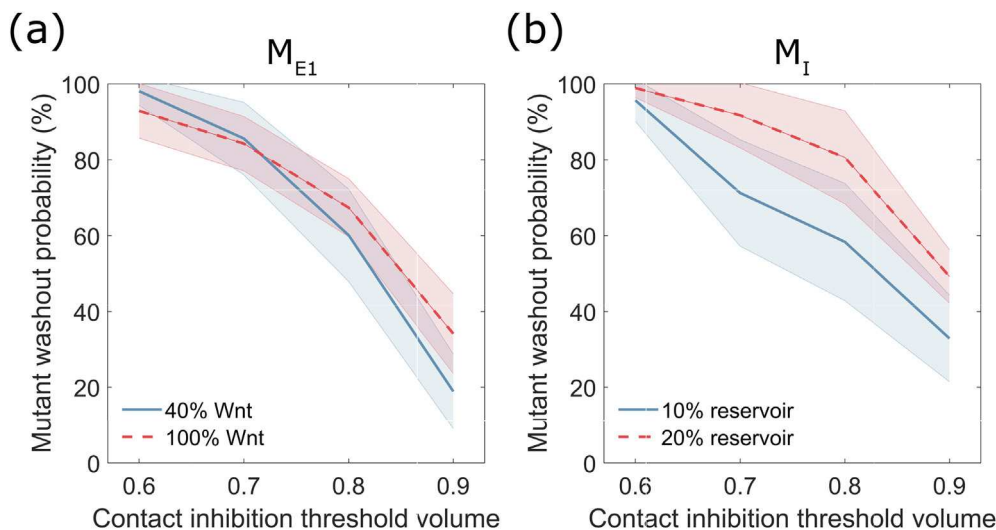 (a)
M_E1
Mutant washout probability (%)
100
80
60
40
20
0
40% Wnt
100% Wnt
0.6 0.7 0.8 0.9
Contact inhibition threshold volume
(b)
M_I
Mutant washout probability (%)
100
80
60
40
20
0
10% reservoir
20% reservoir
0.6 0.7 0.8 0.9
Contact inhibition threshold volume